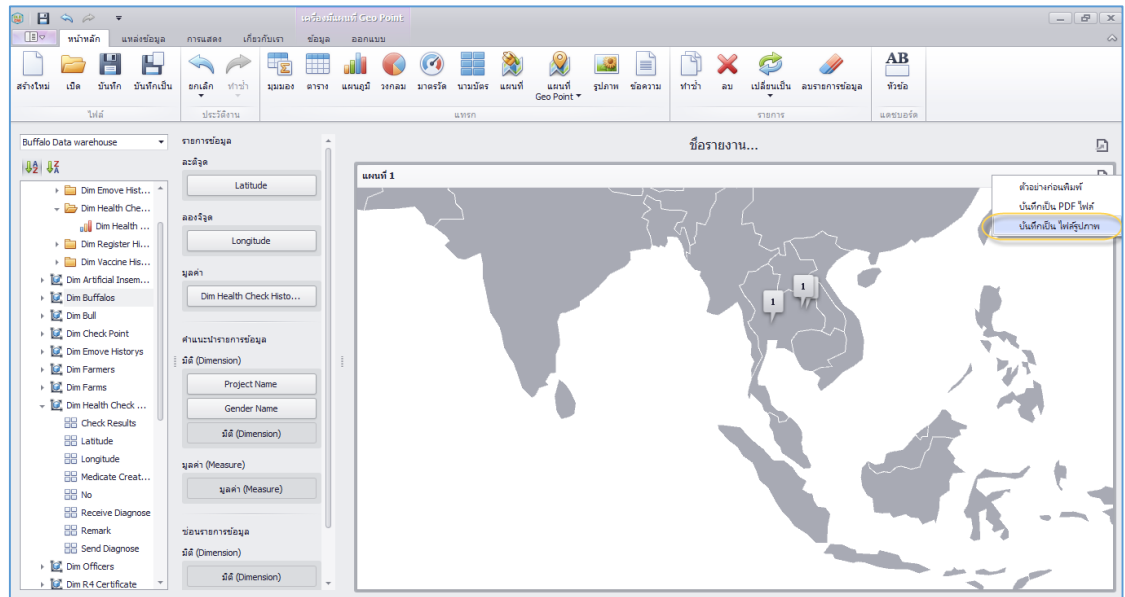 เครื่องมือแผนที่ Geo Point
หน้าหลัก แหล่งข้อมูล การแสดง เกี่ยวกับเรา ข้อมูล ออกแบบ
สร้างใหม่ เปิด บันทึก บันทึกเป็น ยกเลิก ทำซ้ำ มุมมอง ตาราง แผนภูมิ วงกลม มาตรวัด นามบัตร แผนที่ แผนที่ Geo Point รูปภาพ ข้อความ ทำซ้ำ ลบ เปลี่ยนเป็น ลบรายการข้อมูล AB หัวข้อ
ไฟล์ ประวัติงาน แทรก รายการ แดชบอร์ด
Buffalo Data warehouse
Dim Emove Hist...
Dim Health Che...
Dim Health ...
Dim Register Hi...
Dim Vaccine His...
Dim Artificial Insem...
Dim Buffalos
Dim Bull
Dim Check Point
Dim Emove Historys
Dim Farmers
Dim Farms
Dim Health Check ...
Check Results
Latitude
Longitude
Medicate Creat...
No
Receive Diagnose
Remark
Send Diagnose
Dim Officers
Dim R4 Certificate
รายการข้อมูล
ละติจูด
Latitude
ลองจิจูด
Longitude
มูลค่า
Dim Health Check Histo...
คำแนะนำรายการข้อมูล
มิติ (Dimension)
Project Name
Gender Name
มิติ (Dimension)
มูลค่า (Measure)
มูลค่า (Measure)
ซ่อนรายการข้อมูล
มิติ (Dimension)
มิติ (Dimension)
ชื่อรายงาน...
แผนที่ 1
ตัวอย่างก่อนพิมพ์
บันทึกเป็น PDF ไฟล์
บันทึกเป็น ไฟล์รูปภาพ
1
1